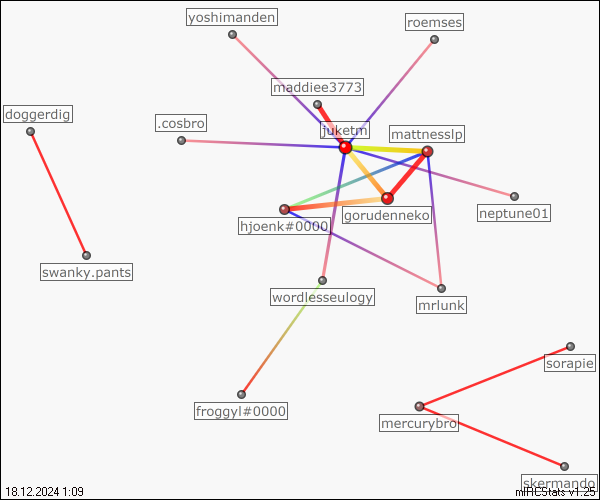 yoshimanden
roemses
maddiee3773
doggerdig
.cosbro
juketm
mattnesslp
gorudenneko
neptune01
hjoenk#0000
swanky.pants
wordlesseulogy
mrlunk
sorapie
froggyl#0000
mercurybro
skermando
18.12.2024 1:09
mIRCStats v1.25